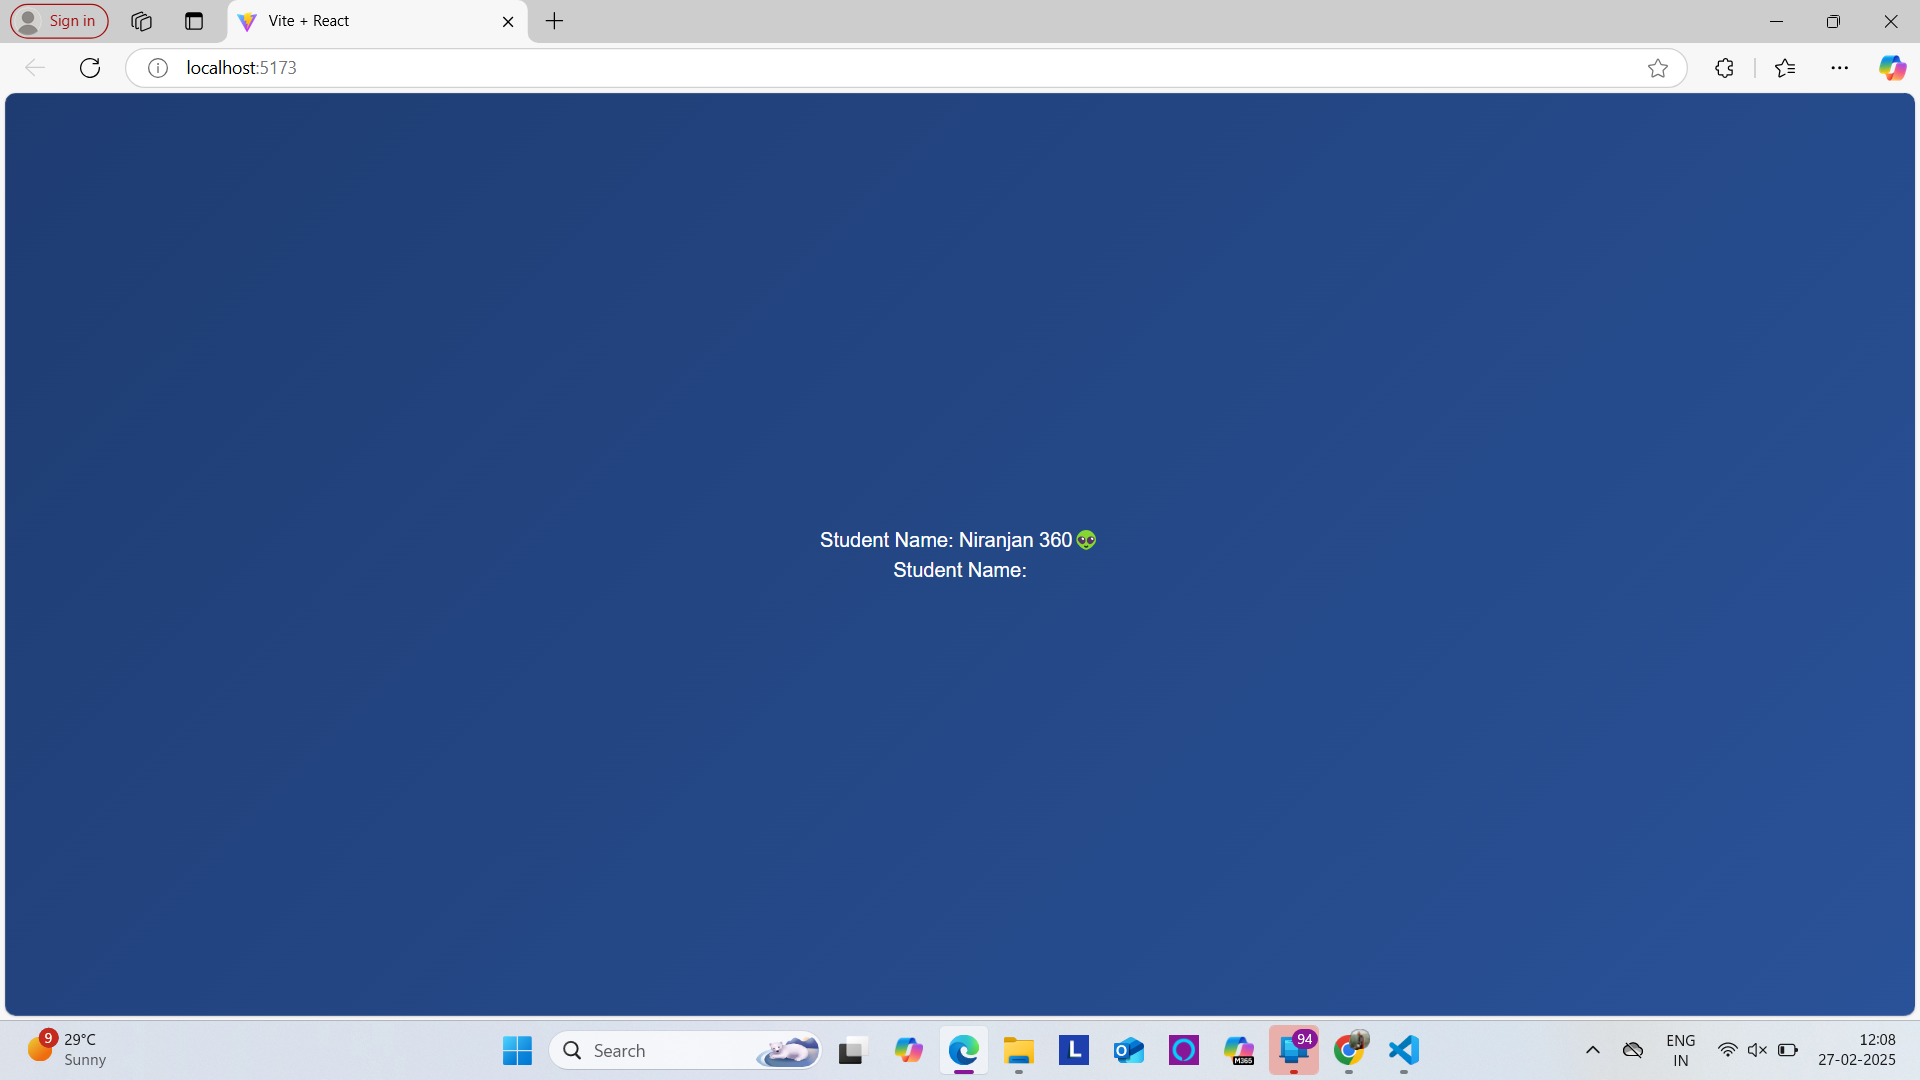 Sign in
Vite + React
localhost:5173
Student Name: Niranjan 360👽
Student Name:
9
29°C
Sunny
Search
L
O
M365
94
ENG
IN
12:08
27-02-2025